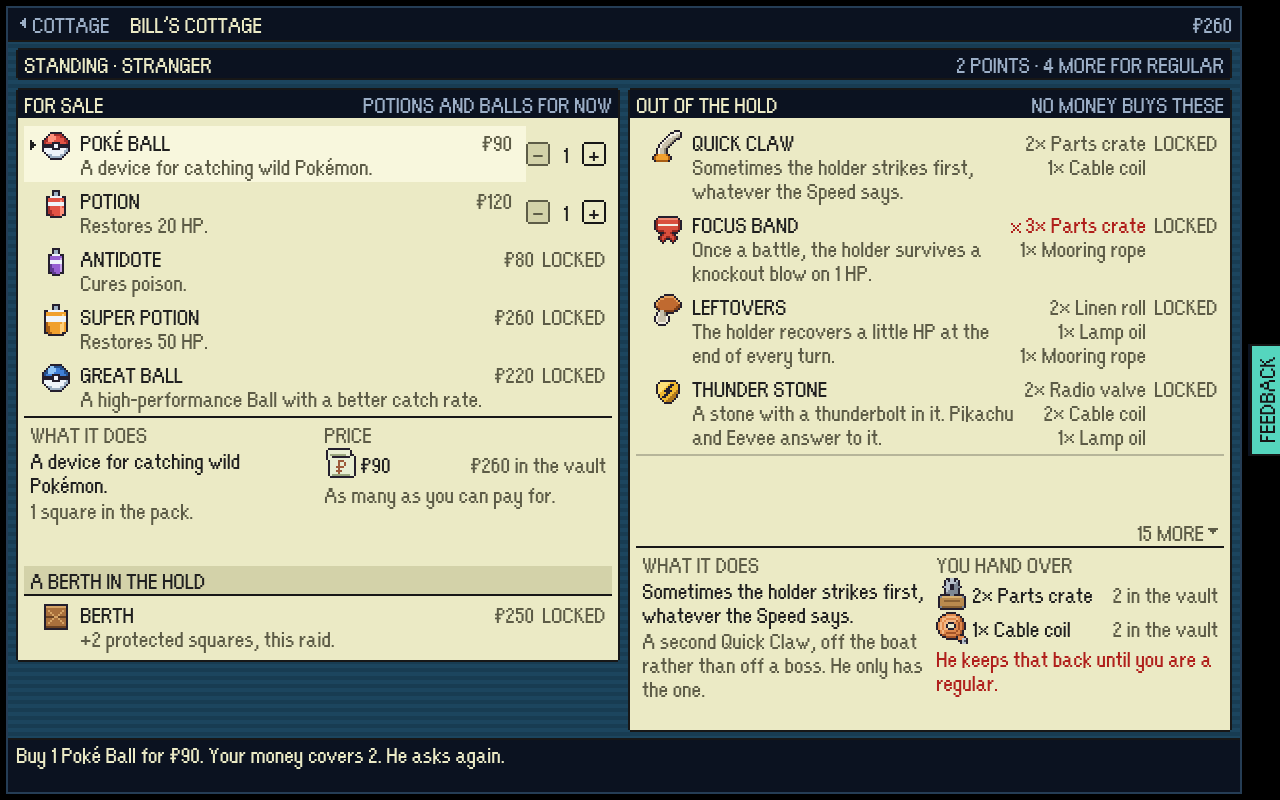 COTTAGE BILL'S COTTAGE ₽260
STANDING · STRANGER 2 POINTS · 4 MORE FOR REGULAR
FOR SALE POTIONS AND BALLS FOR NOW
POKÉ BALL ₽90 − 1 +
A device for catching wild Pokémon.
POTION ₽120 − 1 +
Restores 20 HP.
ANTIDOTE ₽80 LOCKED
Cures poison.
SUPER POTION ₽260 LOCKED
Restores 50 HP.
GREAT BALL ₽220 LOCKED
A high-performance Ball with a better catch rate.
WHAT IT DOES PRICE
A device for catching wild ₽90 ₽260 in the vault
Pokémon. As many as you can pay for.
1 square in the pack.
A BERTH IN THE HOLD
BERTH ₽250 LOCKED
+2 protected squares, this raid.
OUT OF THE HOLD NO MONEY BUYS THESE
QUICK CLAW 2× Parts crate LOCKED
Sometimes the holder strikes first, 1× Cable coil
whatever the Speed says.
FOCUS BAND × 3× Parts crate LOCKED
Once a battle, the holder survives a 1× Mooring rope
knockout blow on 1 HP.
LEFTOVERS 2× Linen roll LOCKED
The holder recovers a little HP at the 1× Lamp oil
end of every turn. 1× Mooring rope
THUNDER STONE 2× Radio valve LOCKED
A stone with a thunderbolt in it. Pikachu 2× Cable coil
and Eevee answer to it. 1× Lamp oil
15 MORE
WHAT IT DOES YOU HAND OVER
Sometimes the holder strikes first, 2× Parts crate 2 in the vault
whatever the Speed says.
A second Quick Claw, off the boat 1× Cable coil 2 in the vault
rather than off a boss. He only has He keeps that back until you are a
the one. regular.
Buy 1 Poké Ball for ₽90. Your money covers 2. He asks again.
FEEDBACK